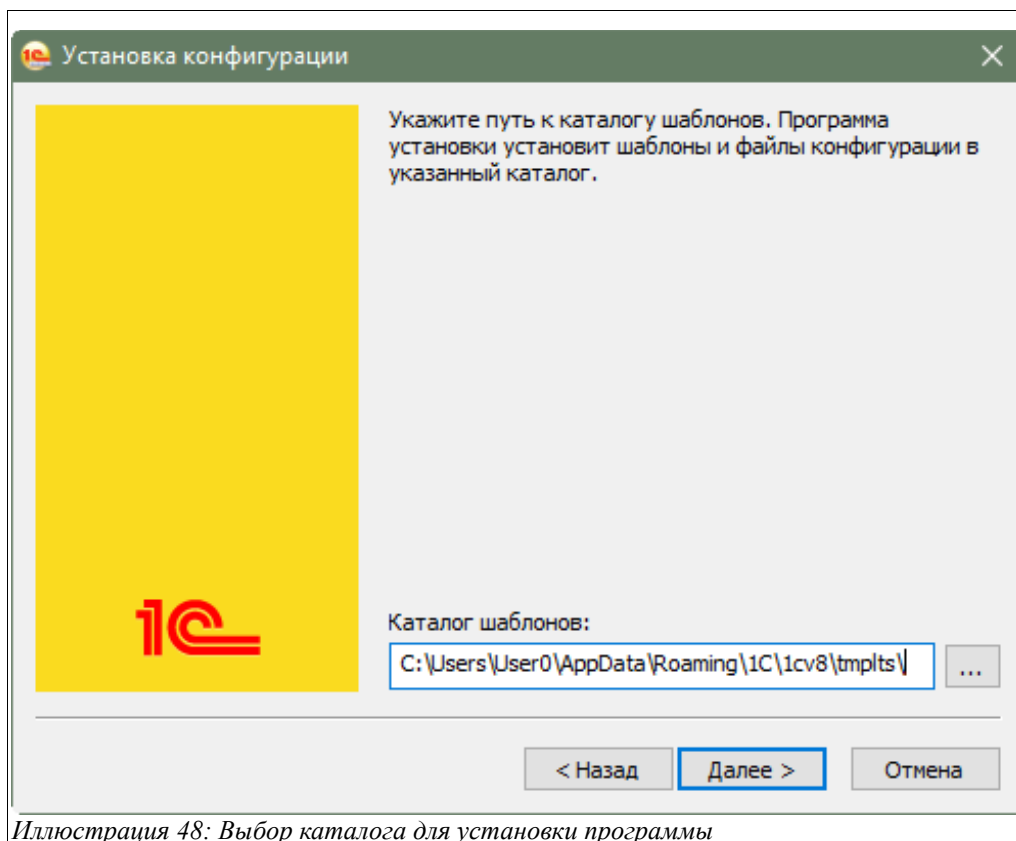 Установка конфигурации
Укажите путь к каталогу шаблонов. Программа
установки установит шаблоны и файлы конфигурации в
указанный каталог.
1С
Каталог шаблонов:
C:\Users\User0\AppData\Roaming\1C\1cv8\tmplts\
...
< Назад
Далее >
Отмена
Иллюстрация 48: Выбор каталога для установки программы